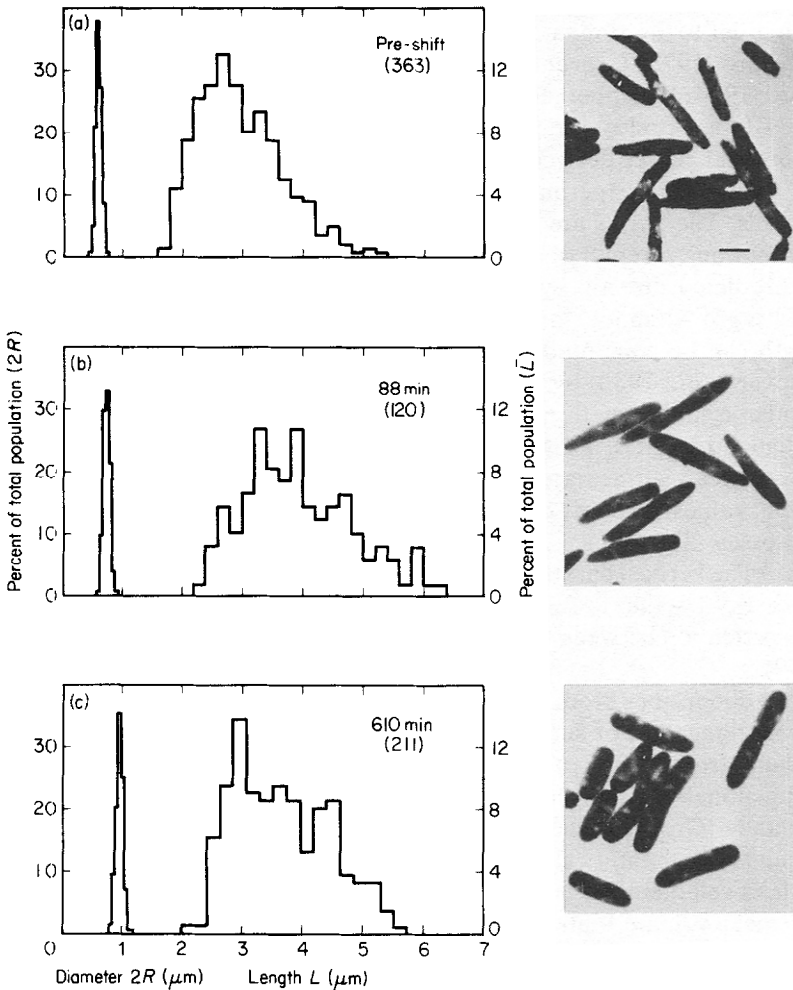 (a)
Pre-shift
(363)
30
20
10
0
12
8
4
0
(b)
88 min
(120)
30
20
10
0
12
8
4
0
Percent of total population (2R)
Percent of total population (L̄)
(c)
610 min
(211)
30
20
10
12
8
4
0
0 1 2 3 4 5 6 7
Diameter 2R (μm) Length L (μm)